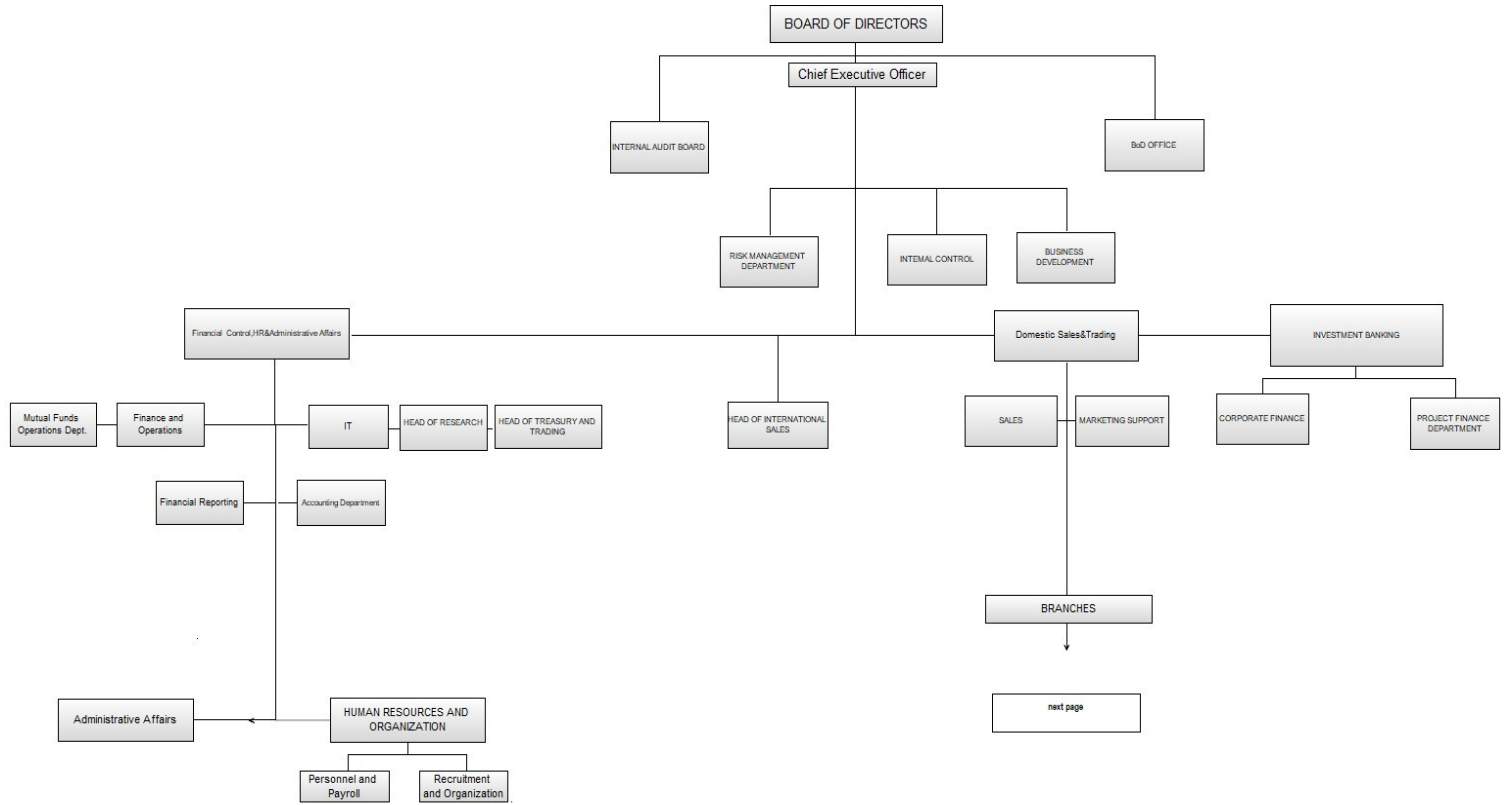 BOARD OF DIRECTORS
Chief Executive Officer
INTERNAL AUDIT BOARD
BoD OFFİCE
RISK MANAGEMENT
DEPARTMENT
INTEMAL CONTROL
BUSINESS
DEVELOPMENT
Financial Control,HR&Administrative Affairs
Domestic Sales&Trading
INVESTMENT BANKING
Mutual Funds
Operations Dept.
Finance and
Operations
IT
HEAD OF RESEARCH
HEAD OF TREASURY AND
TRADING
HEAD OF INTERNATIONAL
SALES
SALES
MARKETING SUPPORT
CORPORATE FINANCE
PROJECT FINANCE
DEPARTMENT
Financial Reporting
Accounting Department
BRANCHES
next page
Administrative Affairs
HUMAN RESOURCES AND
ORGANIZATION
Personnel and
Payroll
Recruitment
and Organization